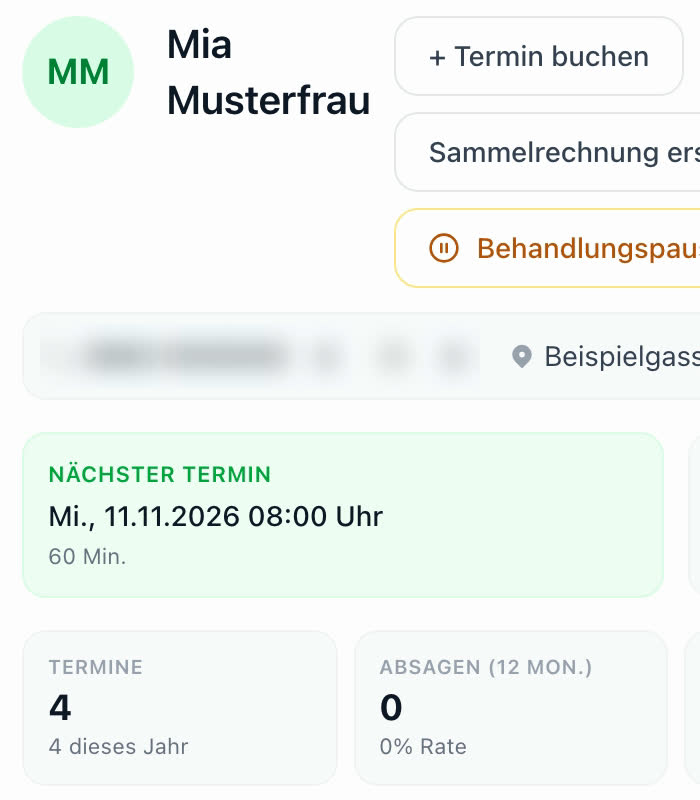 MM
Mia
Musterfrau
+ Termin buchen
Sammelrechnung ers
Behandlungspaus
Beispielgass
NÄCHSTER TERMIN
Mi., 11.11.2026 08:00 Uhr
60 Min.
TERMINE
4
4 dieses Jahr
ABSAGEN (12 MON.)
0
0% Rate